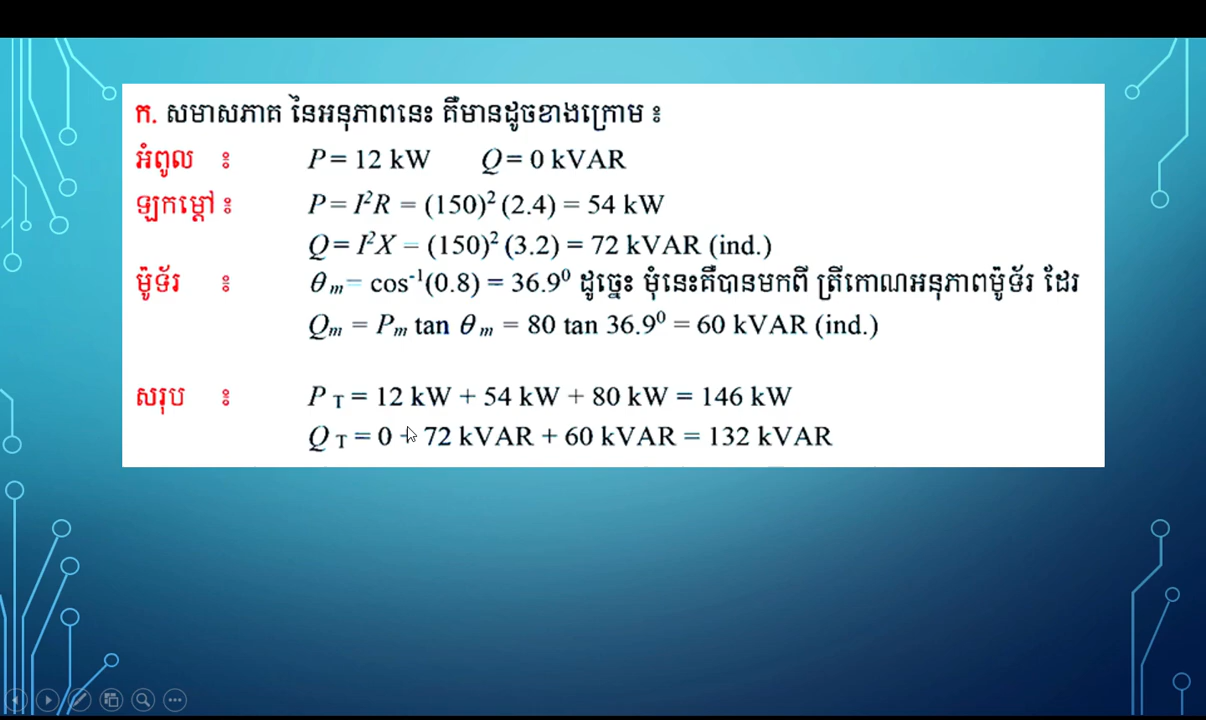 ក. សមាសភាគ នៃអនុភាពនេះ គឺមានដូចខាងក្រោម ៖
អំពូល ៖ P = 12 kW Q = 0 kVAR
ឡកម្ដៅ ៖ P = I²R = (150)² (2.4) = 54 kW
Q = I²X = (150)² (3.2) = 72 kVAR (ind.)
ម៉ូទ័រ ៖ θm = cos⁻¹(0.8) = 36.9⁰ ដូច្នេះ មុំនេះគឺបានមកពី ត្រីកោណអនុភាពម៉ូទ័រ ដែរ
Qm = Pm tan θm = 80 tan 36.9⁰ = 60 kVAR (ind.)
សរុប ៖ P T = 12 kW + 54 kW + 80 kW = 146 kW
Q T = 0 + 72 kVAR + 60 kVAR = 132 kVAR